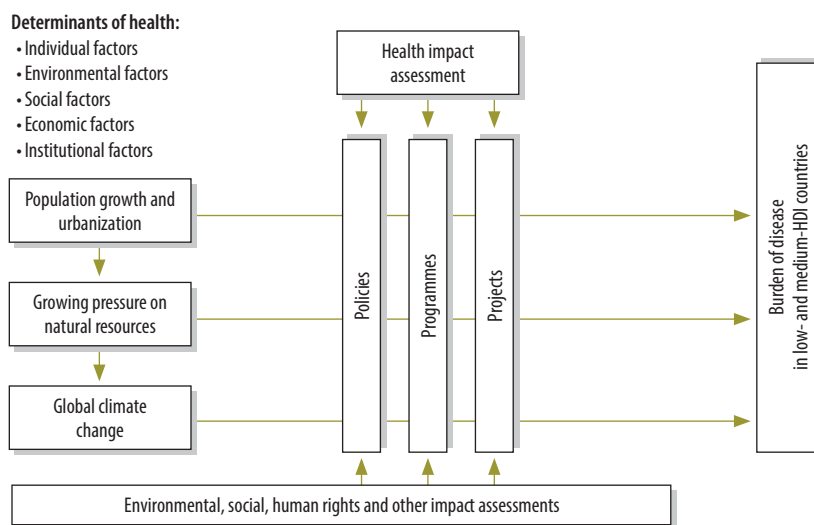 Determinants of health:
• Individual factors
• Environmental factors
• Social factors
• Economic factors
• Institutional factors
Health impact
assessment
Population growth and
urbanization
Growing pressure on
natural resources
Global climate
change
Policies
Programmes
Projects
Burden of disease
in low- and medium-HDI countries
Environmental, social, human rights and other impact assessments